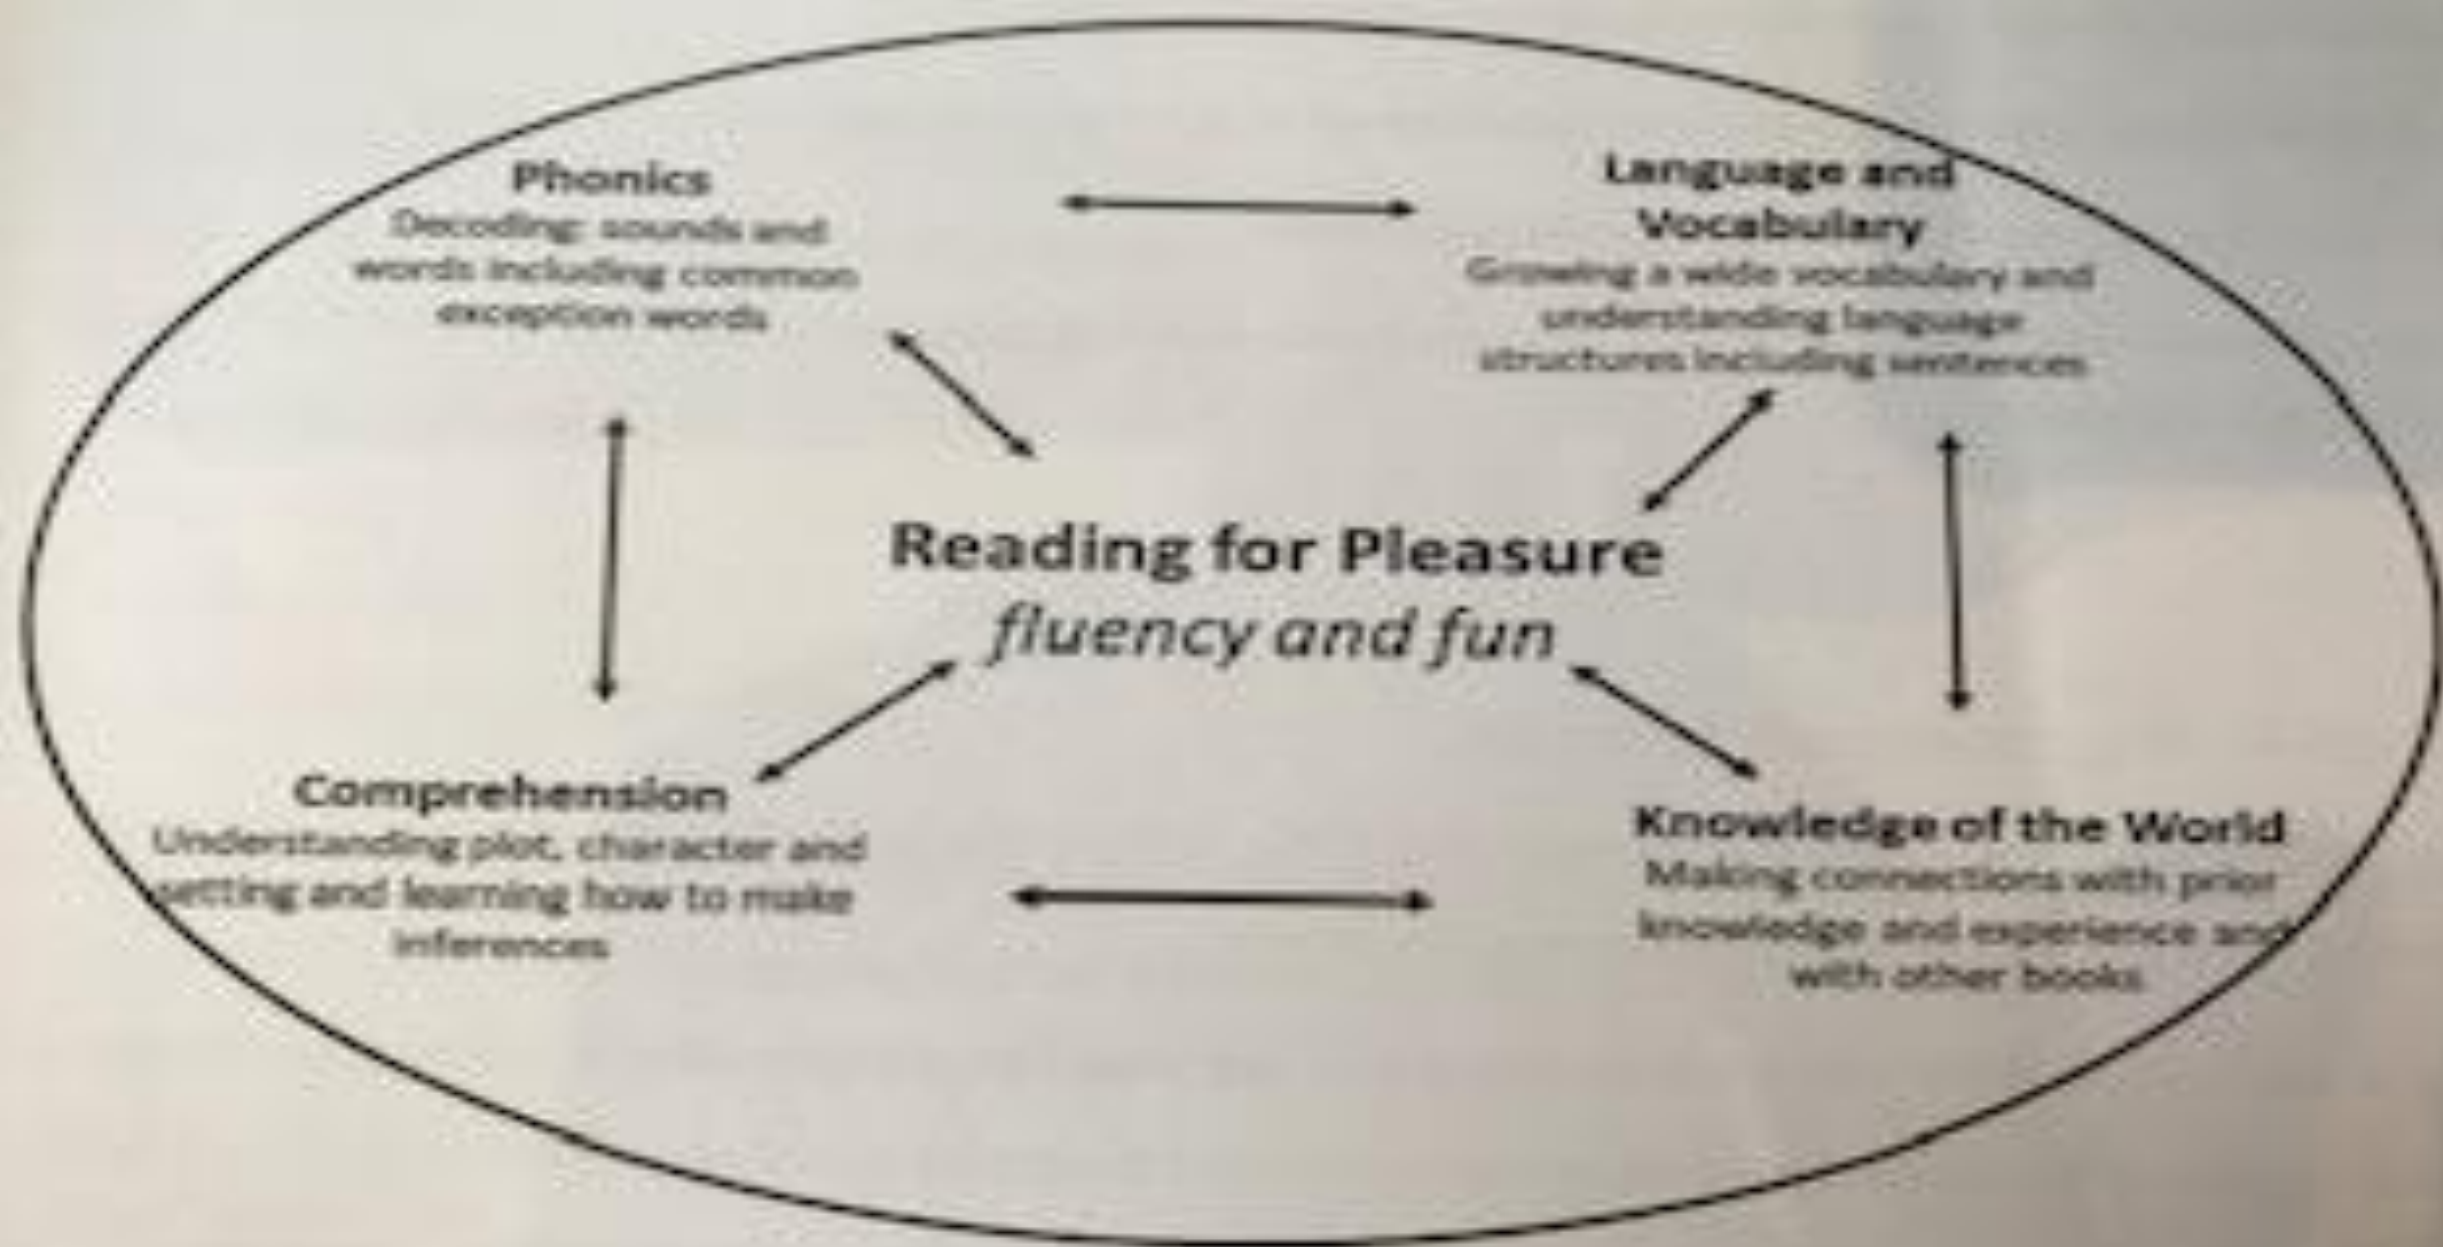 Phonics
Decoding: sounds and
words including common
exception words
Language and
Vocabulary
Growing a wide vocabulary and
understanding language
structures including sentences
Reading for Pleasure
fluency and fun
Comprehension
Understanding plot, character and
setting and learning how to make
inferences
Knowledge of the World
Making connections with prior
knowledge and experience and
with other books